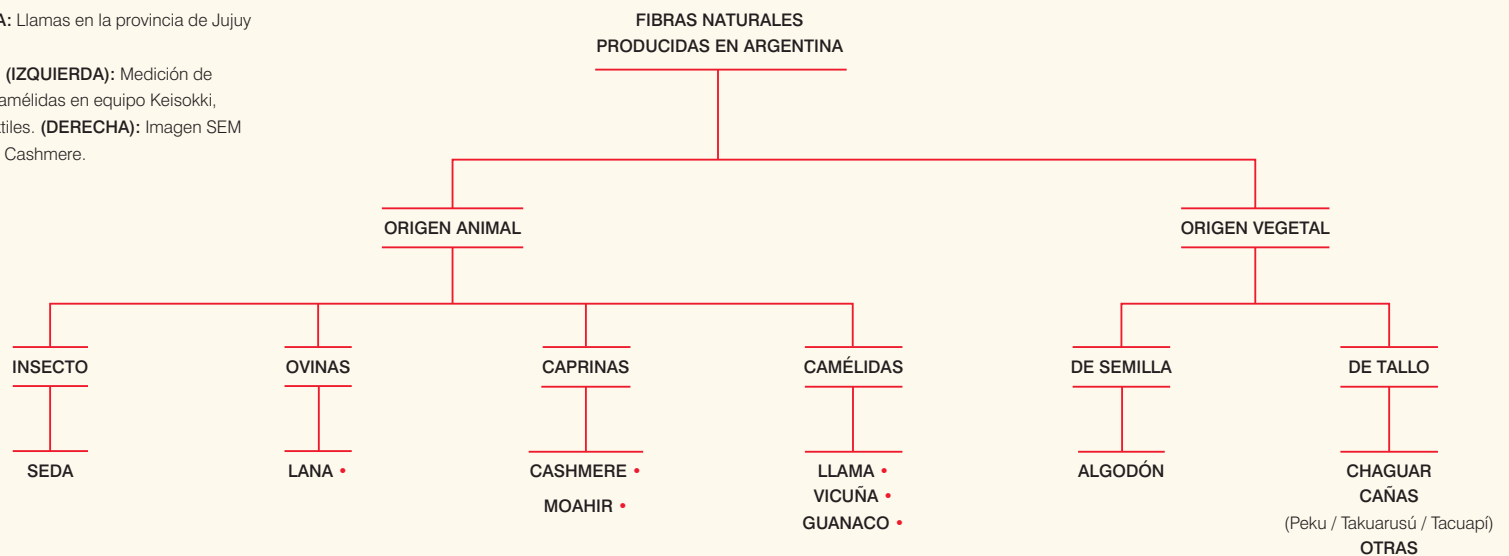 A: Llamas en la provincia de Jujuy
(IZQUIERDA): Medición de
amélidas en equipo Keisokki,
tiles. (DERECHA): Imagen SEM
Cashmere.
FIBRAS NATURALES
PRODUCIDAS EN ARGENTINA
ORIGEN ANIMAL
ORIGEN VEGETAL
INSECTO
OVINAS
CAPRINAS
CAMÉLIDAS
DE SEMILLA
DE TALLO
SEDA
LANA •
CASHMERE •
MOAHIR •
LLAMA •
VICUÑA •
GUANACO •
ALGODÓN
CHAGUAR
CAÑAS
(Peku / Takuarusú / Tacuapí)
OTRAS